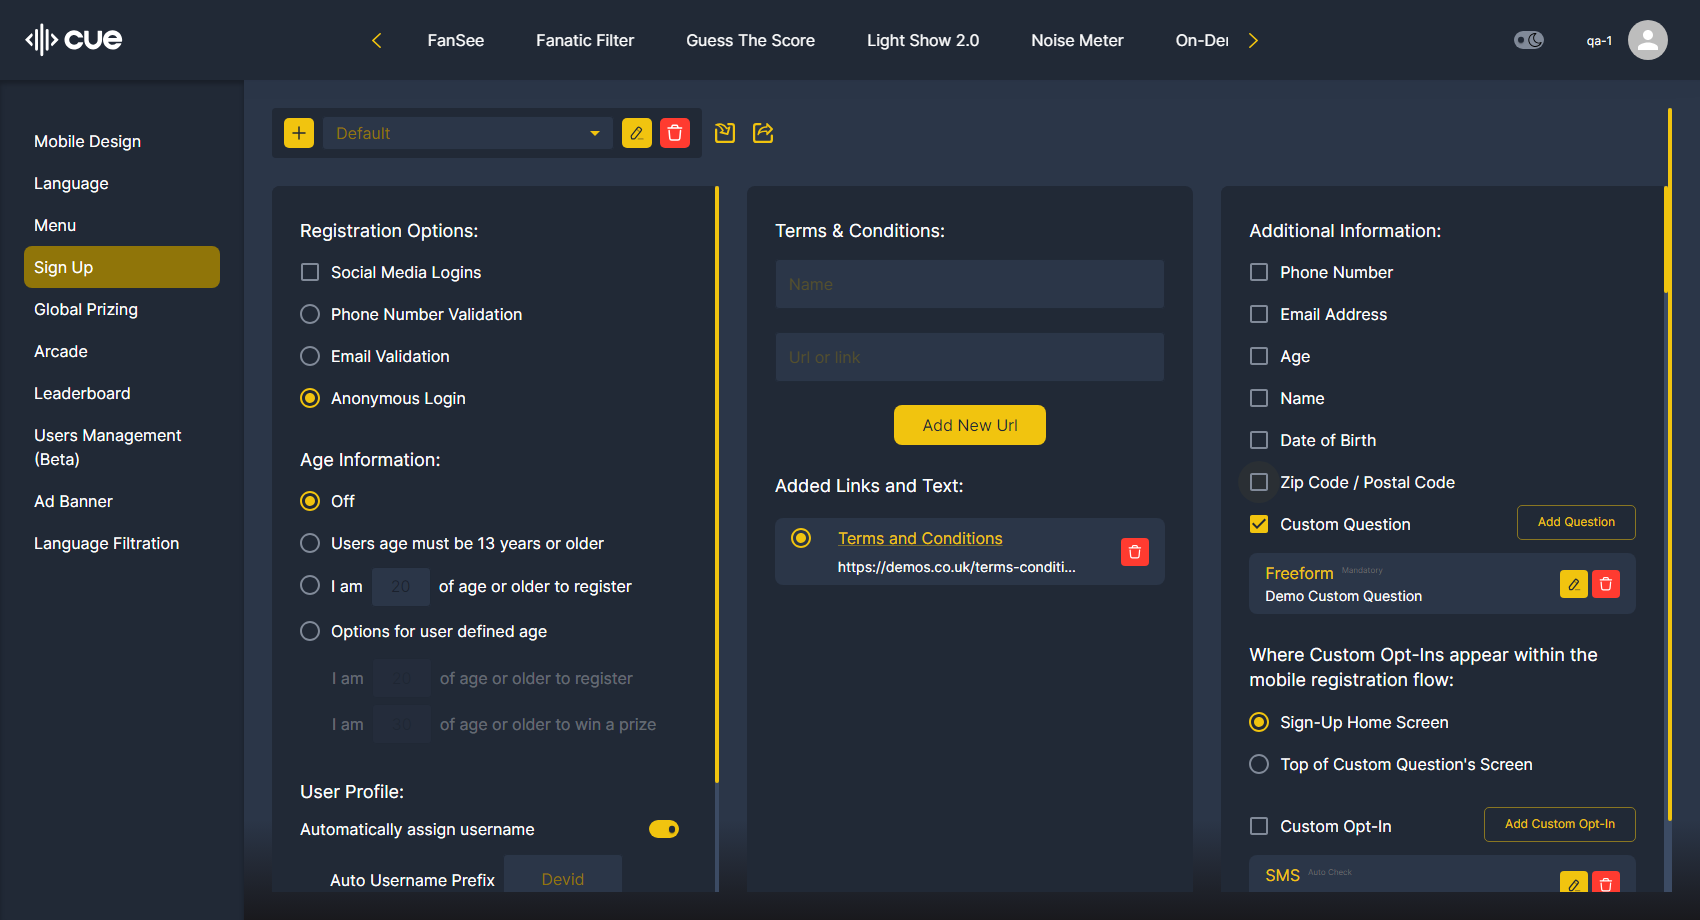 cue
FanSee
Fanatic Filter
Guess The Score
Light Show 2.0
Noise Meter
On-De
qa-1
Mobile Design
Language
Menu
Sign Up
Global Prizing
Arcade
Leaderboard
Users Management
(Beta)
Ad Banner
Language Filtration
Default
Registration Options:
Social Media Logins
Phone Number Validation
Email Validation
Anonymous Login
Age Information:
Off
Users age must be 13 years or older
I am 20 of age or older to register
Options for user defined age
I am 20 of age or older to register
I am 30 of age or older to win a prize
User Profile:
Automatically assign username
Auto Username Prefix Devid
Terms & Conditions:
Name
Url or link
Add New Url
Added Links and Text:
Terms and Conditions
https://demos.co.uk/terms-conditi...
Additional Information:
Phone Number
Email Address
Age
Name
Date of Birth
Zip Code / Postal Code
Custom Question
Add Question
Freeform Mandatory
Demo Custom Question
Where Custom Opt-Ins appear within the
mobile registration flow:
Sign-Up Home Screen
Top of Custom Question's Screen
Custom Opt-In
Add Custom Opt-In
SMS Auto Check